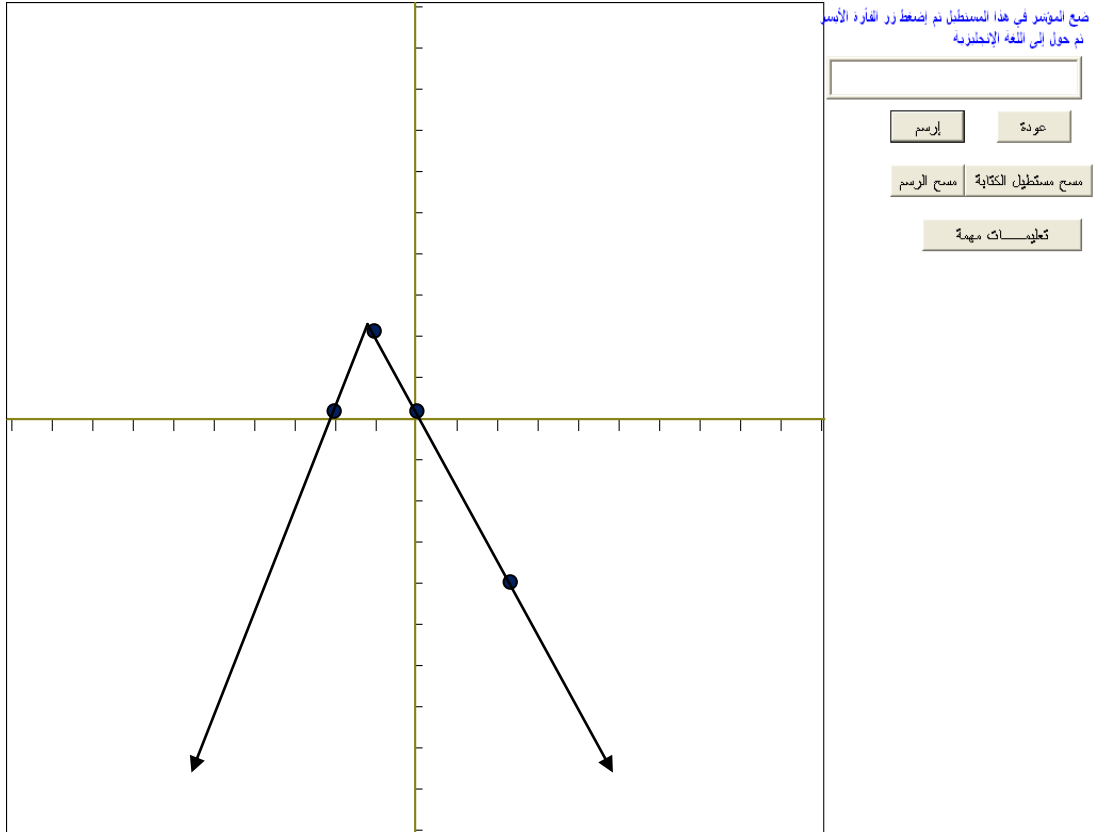 ضع المؤشر في هذا المستطيل ثم إضغط زر الفأرة الأيسر
ثم حول إلى اللغة الإنجليزية
عودة
إرسم
مسح مستطيل الكتابة
مسح الرسم
تعليمـــــات مهمة